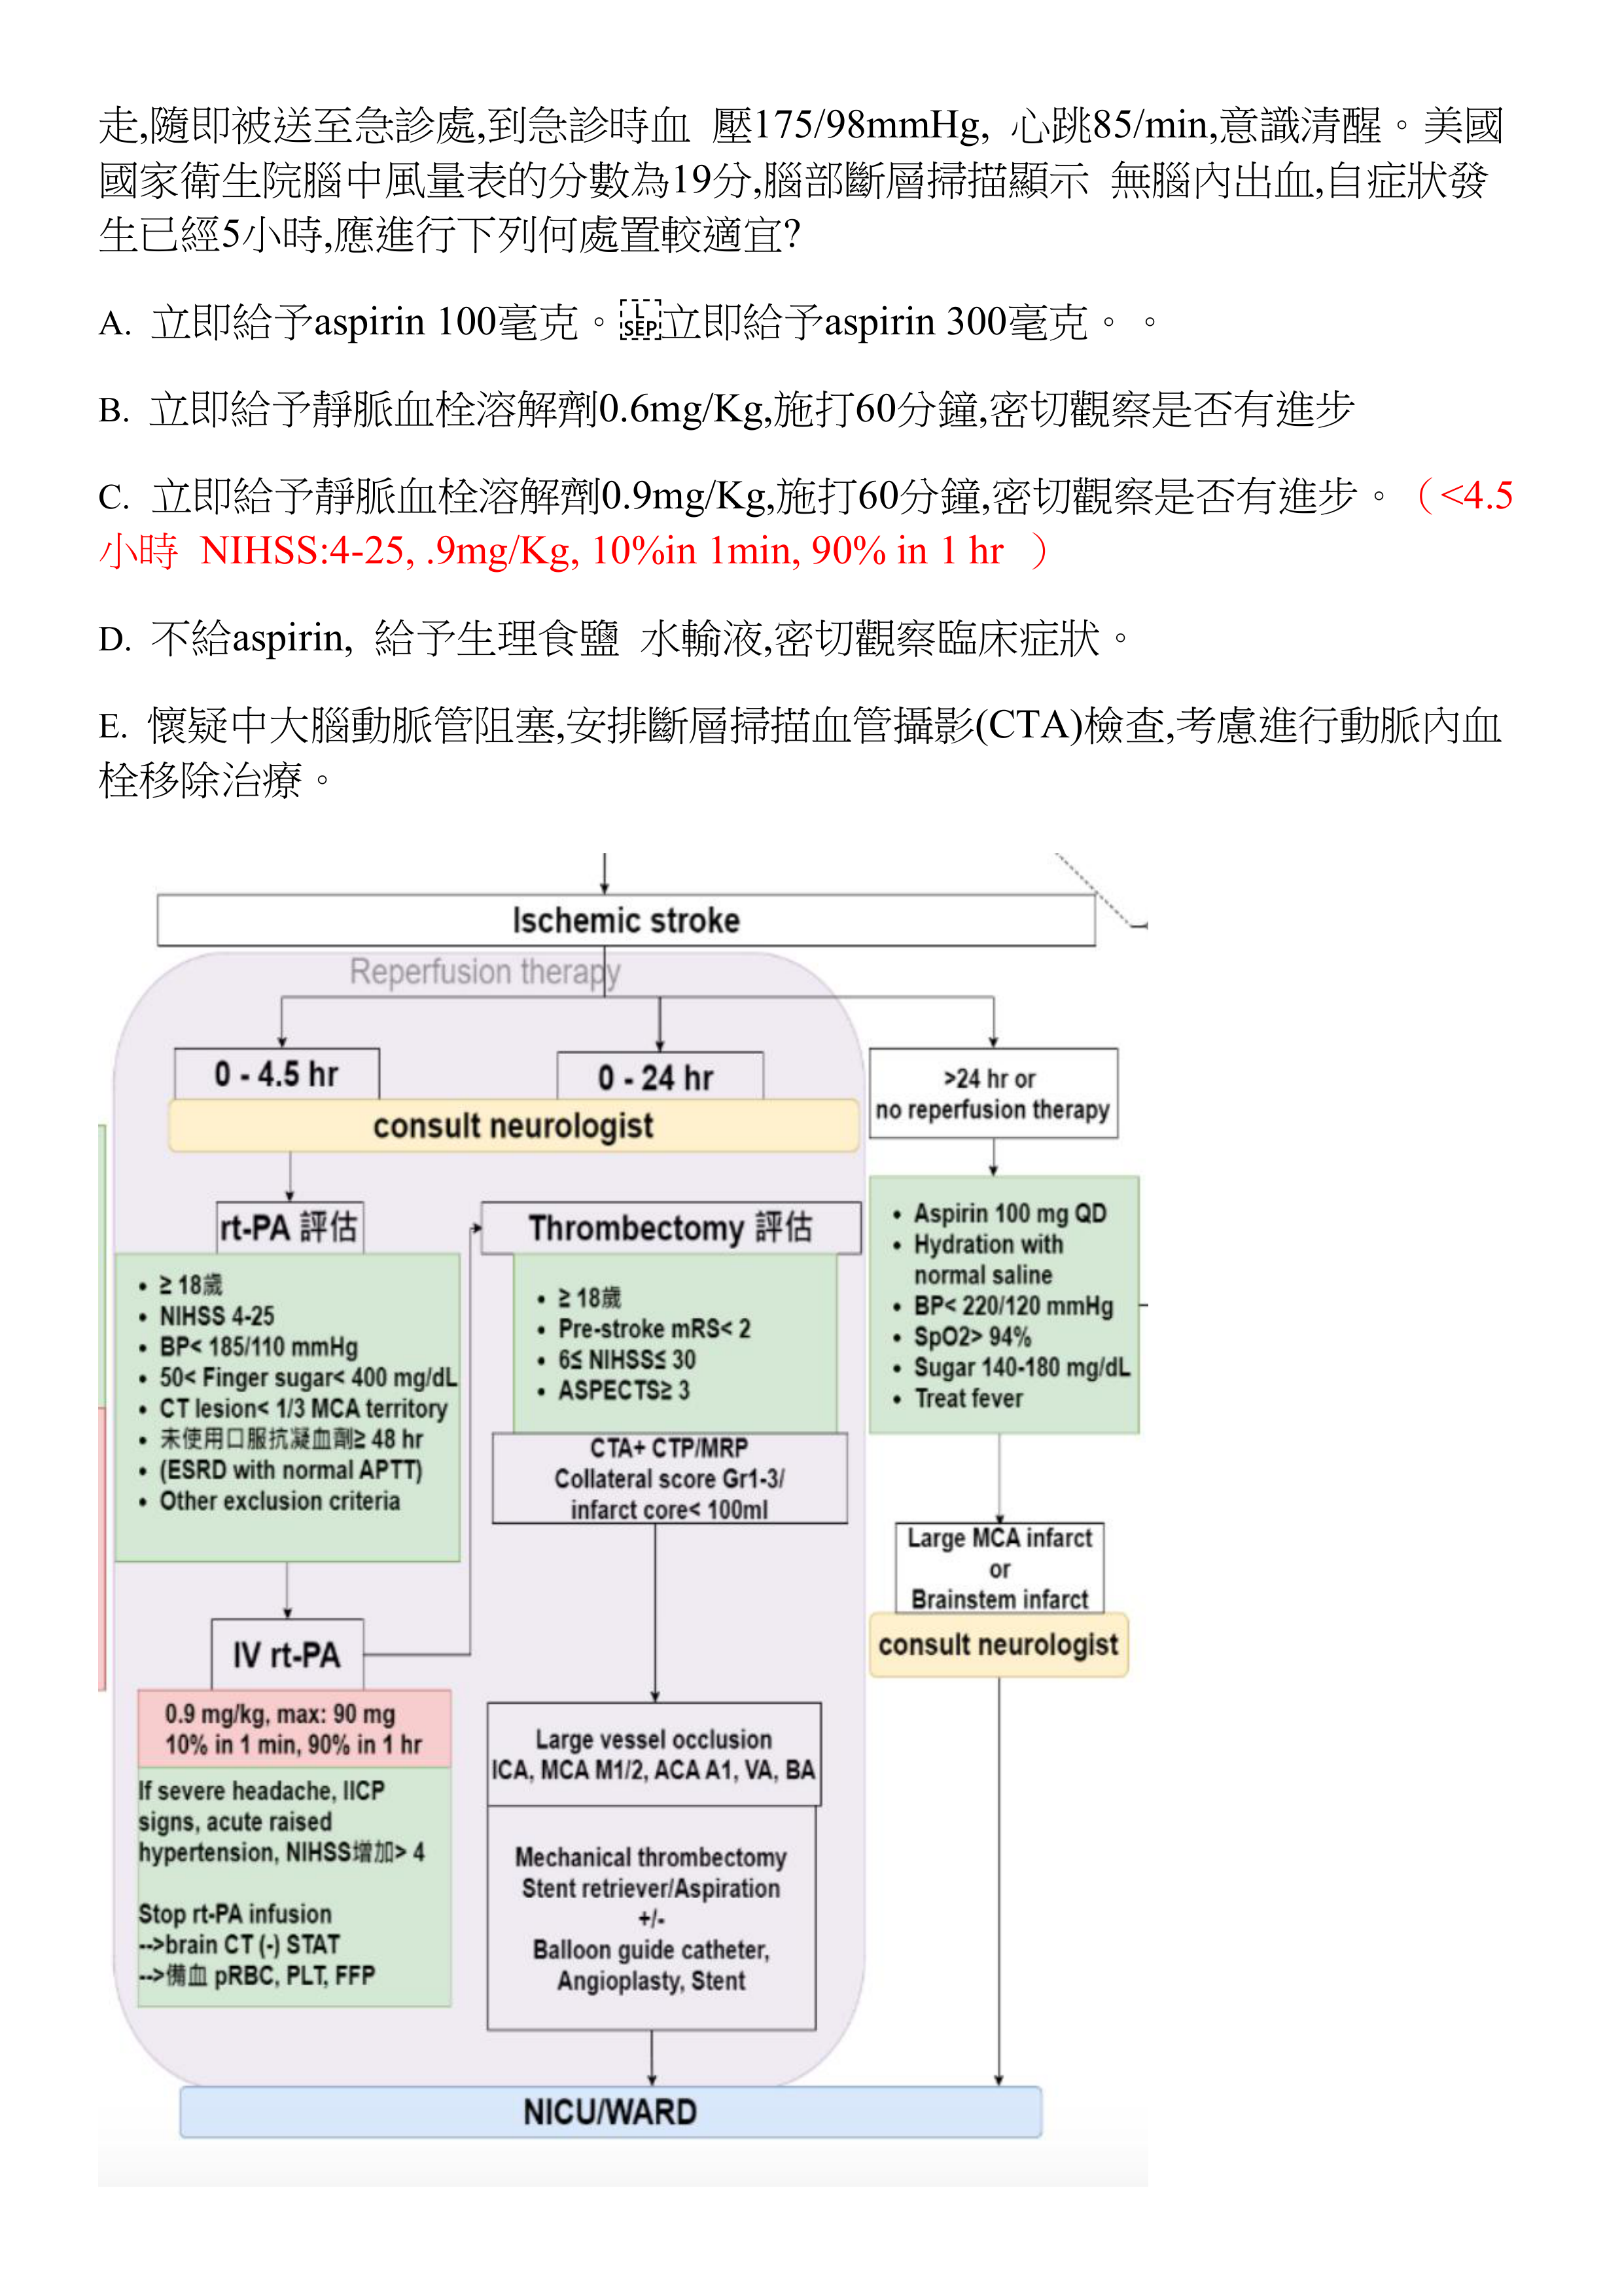 走,隨即被送至急診處,到急診時血 壓175/98mmHg, 心跳85/min,意識清醒。美國
國家衛生院腦中風量表的分數為19分,腦部斷層掃描顯示 無腦內出血,自症狀發
生已經5小時,應進行下列何處置較適宜?
A. 立即給予aspirin 100毫克。L SEP立即給予aspirin 300毫克。。
B. 立即給予靜脈血栓溶解劑0.6mg/Kg,施打60分鐘,密切觀察是否有進步
C. 立即給予靜脈血栓溶解劑0.9mg/Kg,施打60分鐘,密切觀察是否有進步。(<4.5
小時 NIHSS:4-25, .9mg/Kg, 10%in 1min, 90% in 1 hr )
D. 不給aspirin, 給予生理食鹽 水輸液,密切觀察臨床症狀。
E. 懷疑中大腦動脈管阻塞,安排斷層掃描血管攝影(CTA)檢查,考慮進行動脈內血
栓移除治療。
Ischemic stroke
Reperfusion therapy
0 - 4.5 hr
0 - 24 hr
consult neurologist
>24 hr or
no reperfusion therapy
rt-PA 評估
• ≥ 18歲
• NIHSS 4-25
• BP< 185/110 mmHg
• 50< Finger sugar< 400 mg/dL
• CT lesion< 1/3 MCA territory
• 未使用口服抗凝血劑≥ 48 hr
• (ESRD with normal APTT)
• Other exclusion criteria
IV rt-PA
0.9 mg/kg, max: 90 mg
10% in 1 min, 90% in 1 hr
If severe headache, IICP
signs, acute raised
hypertension, NIHSS增加> 4
Stop rt-PA infusion
-->brain CT (-) STAT
-->備血 pRBC, PLT, FFP
Thrombectomy 評估
• ≥ 18歲
• Pre-stroke mRS< 2
• 6≤ NIHSS≤ 30
• ASPECTS≥ 3
CTA+ CTP/MRP
Collateral score Gr1-3/
infarct core< 100ml
Large vessel occlusion
ICA, MCA M1/2, ACA A1, VA, BA
Mechanical thrombectomy
Stent retriever/Aspiration
+/-
Balloon guide catheter,
Angioplasty, Stent
• Aspirin 100 mg QD
• Hydration with
normal saline
• BP< 220/120 mmHg
• SpO2> 94%
• Sugar 140-180 mg/dL
• Treat fever
Large MCA infarct
or
Brainstem infarct
consult neurologist
NICU/WARD